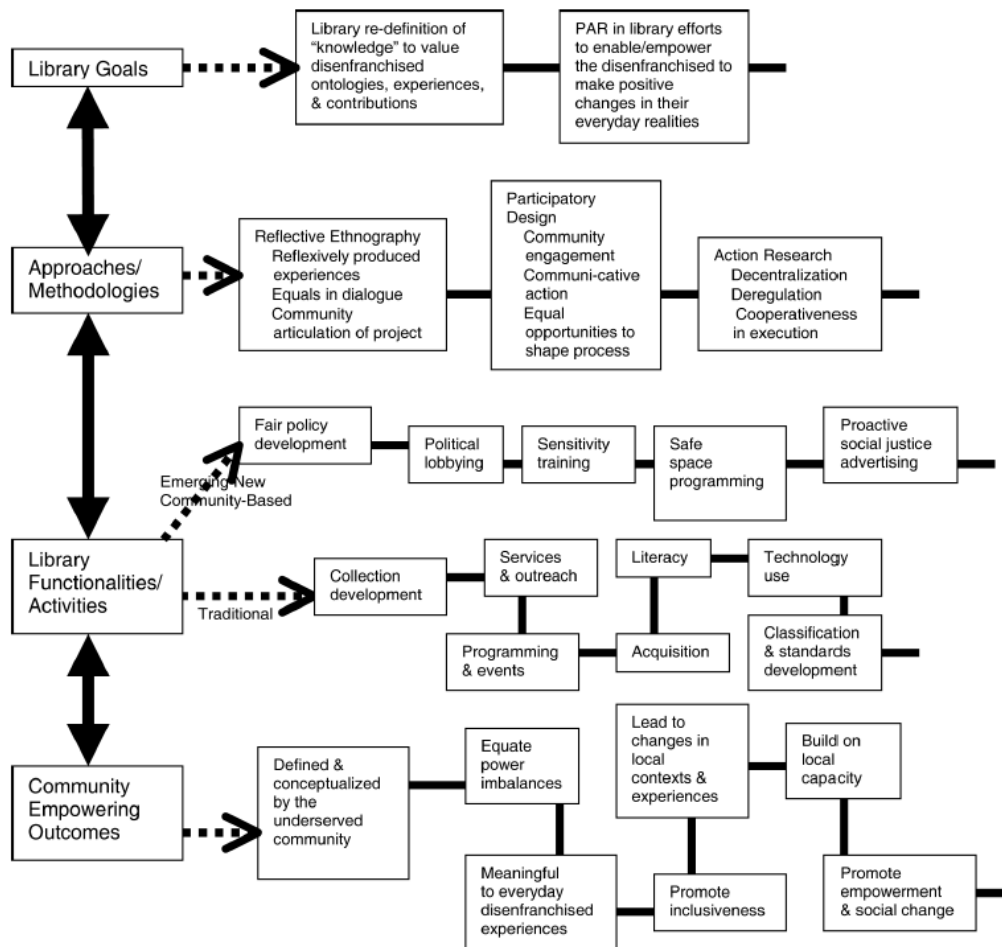 Library Goals
Library re-definition of
“knowledge” to value
disenfranchised
ontologies, experiences,
& contributions
PAR in library efforts
to enable/empower
the disenfranchised to
make positive
changes in their
everyday realities
Approaches/
Methodologies
Reflective Ethnography
Reflexively produced
experiences
Equals in dialogue
Community
articulation of project
Participatory
Design
Community
engagement
Communi-cative
action
Equal
opportunities to
shape process
Action Research
Decentralization
Deregulation
Cooperativeness
in execution
Library
Functionalities/
Activities
Emerging New
Community-Based
Fair policy
development
Political
lobbying
Sensitivity
training
Safe
space
programming
Proactive
social justice
advertising
Traditional
Collection
development
Services
& outreach
Programming
& events
Acquisition
Literacy
Technology
use
Classification
& standards
development
Community
Empowering
Outcomes
Defined &
conceptualized
by the
underserved
community
Equate
power
imbalances
Meaningful
to everyday
disenfranchised
experiences
Promote
inclusiveness
Lead to
changes in
local
contexts &
experiences
Build on
local
capacity
Promote
empowerment
& social change